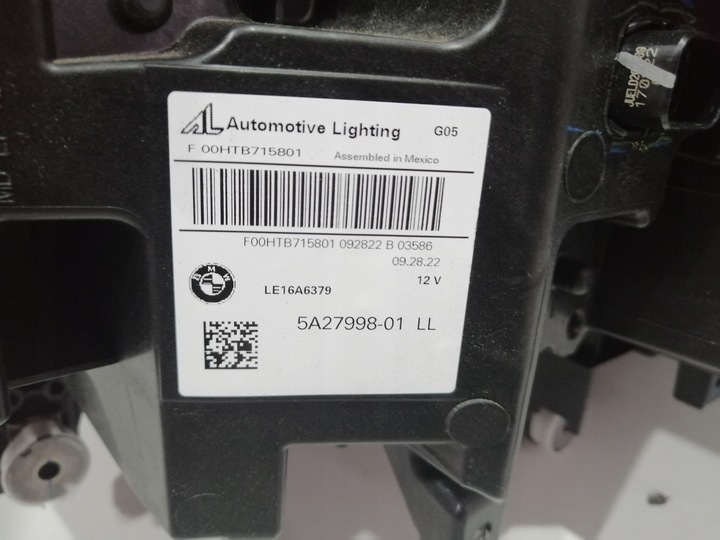 AL Automotive Lighting G05
F 00HTB715801 Assembled in Mexico
F00HTB715801 092822 B 03586
09.28.22
12 V
BMW
LE16A6379
5A27998-01 LL